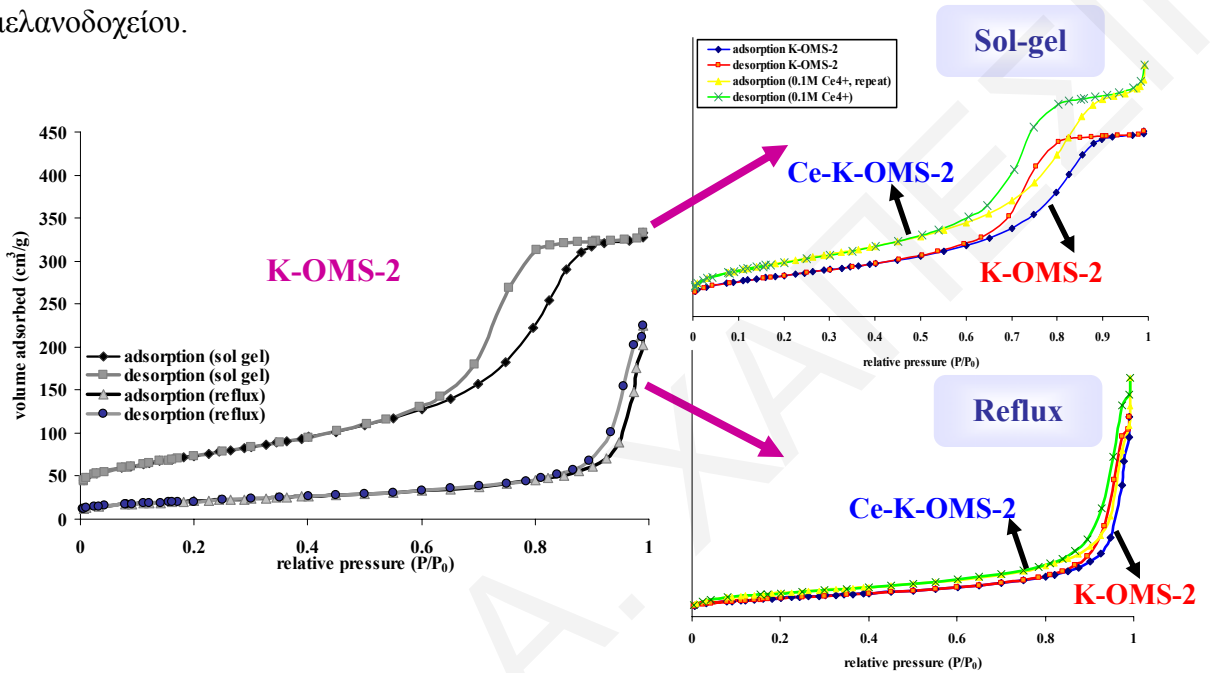 μελανοδοχείου.
Sol-gel
adsorption K-OMS-2
desorption K-OMS-2
adsorption (0.1M Ce4+, repeat)
desorption (0.1M Ce4+)
Ce-K-OMS-2
K-OMS-2
0 0.1 0.2 0.3 0.4 0.5 0.6 0.7 0.8 0.9 1
relative pressure (P/P₀)
450
400
350
300
250
200
150
100
50
0
volume adsorbed (cm³/g)
K-OMS-2
adsorption (sol gel)
desorption (sol gel)
adsorption (reflux)
desorption (reflux)
0 0.2 0.4 0.6 0.8 1
relative pressure (P/P₀)
Reflux
Ce-K-OMS-2
K-OMS-2
0 0.2 0.4 0.6 0.8 1
relative pressure (P/P₀)